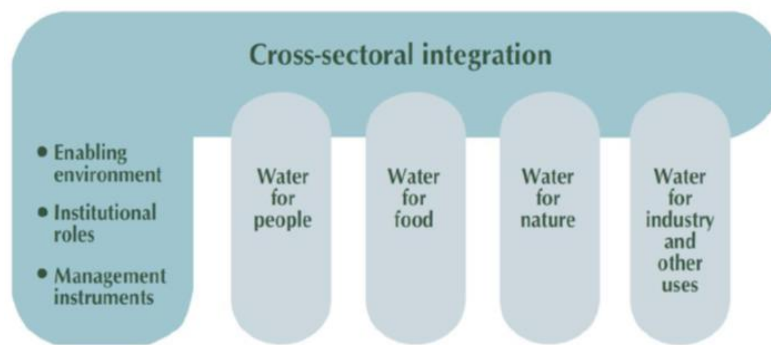 Cross-sectoral integration
• Enabling
environment
• Institutional
roles
• Management
instruments
Water
for
people
Water
for
food
Water
for
nature
Water
for
industry
and
other
uses